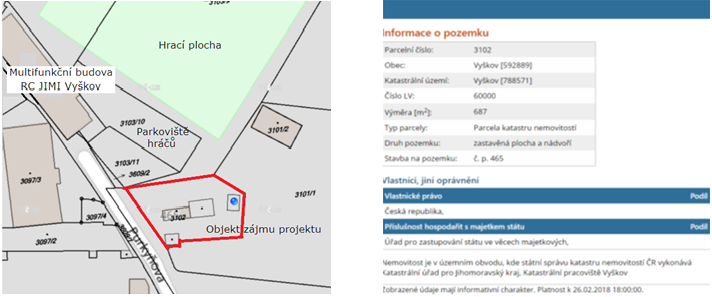 3103/9
Hrací plocha
Multifunkční budova
RC JIMI Vyškov
3103/10
Parkoviště
hráčů
3101/2
3103/11
3609/2
3097/3
3101/1
3102
3097/4
Objekt zájmu projektu
3097/2
Purkyňova
Informace o pozemku
Parcelní číslo: 3102
Obec: Vyškov [592889]
Katastrální území: Vyškov [788571]
Číslo LV: 60000
Výměra [m²]: 687
Typ parcely: Parcela katastru nemovitostí
Druh pozemku: zastavěná plocha a nádvoří
Stavba na pozemku: č. p. 465
Vlastníci, jiní oprávnění
Vlastnické právo Podíl
Česká republika,
Příslušnost hospodařit s majetkem státu Podíl
Úřad pro zastupování státu ve věcech majetkových,
Nemovitost je v územním obvodu, kde státní správu katastru nemovitostí ČR vykonává
Katastrální úřad pro Jihomoravský kraj, Katastrální pracoviště Vyškov
Zobrazené údaje mají informativní charakter. Platnost k 26.02.2018 18:00:00.